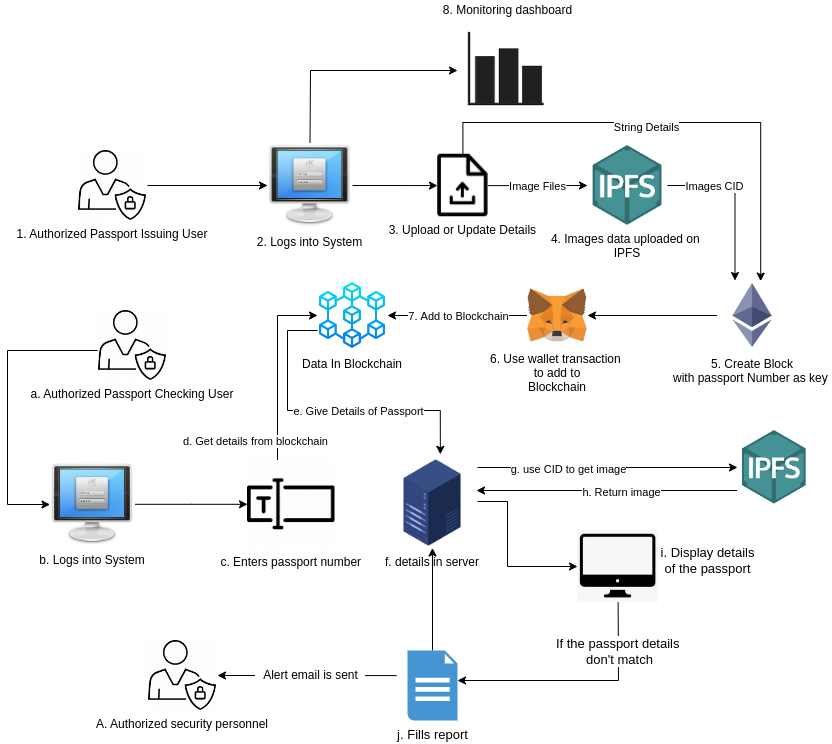 8. Monitoring dashboard
String Details
IPFS
Image Files
Images CID
1. Authorized Passport Issuing User
2. Logs into System
3. Upload or Update Details
4. Images data uploaded on
IPFS
7. Add to Blockchain
Data In Blockchain
6. Use wallet transaction
to add to
Blockchain
5. Create Block
with passport Number as key
a. Authorized Passport Checking User
e. Give Details of Passport
d. Get details from blockchain
g. use CID to get image
IPFS
h. Return image
T
b. Logs into System
c. Enters passport number
f. details in server
i. Display details
of the passport
If the passport details
don't match
Alert email is sent
A. Authorized security personnel
j. Fills report